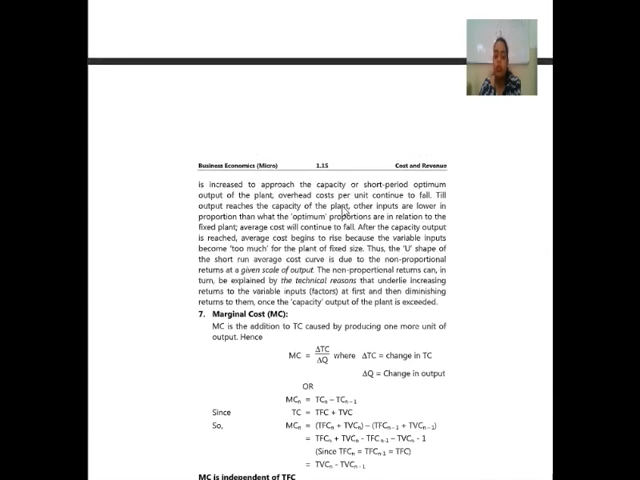 Business Economics (Micro) 1.15 Cost and Revenue
is increased to approach the capacity or short-period optimum
output of the plant, overhead costs per unit continue to fall. Till
output reaches the capacity of the plant, other inputs are lower in
proportion than what the 'optimum' proportions are in relation to the
fixed plant; average cost will continue to fall. After the capacity output
is reached, average cost begins to rise because the variable inputs
become 'too much' for the plant of fixed size. Thus, the 'U' shape of
the short run average cost curve is due to the non-proportional
returns at a given scale of output. The non-proportional returns can, in
turn, be explained by the technical reasons that underlie increasing
returns to the variable inputs (factors) at first and then diminishing
returns to them, once the 'capacity' output of the plant is exceeded.
7. Marginal Cost (MC):
MC is the addition to TC caused by producing one more unit of
output. Hence
MC = ΔTC/ΔQ where ΔTC = change in TC
ΔQ = Change in output
OR
MCₙ = TCₙ – TCₙ₋₁
Since TC = TFC + TVC
So, MCₙ = (TFCₙ + TVCₙ) – (TFCₙ₋₁ + TVCₙ₋₁)
= TFCₙ + TVCₙ - TFCₙ₋₁ – TVCₙ - 1
(Since TFCₙ = TFCₙ₋₁ = TFC)
= TVCₙ - TVCₙ₋₁
MC is independent of TFC